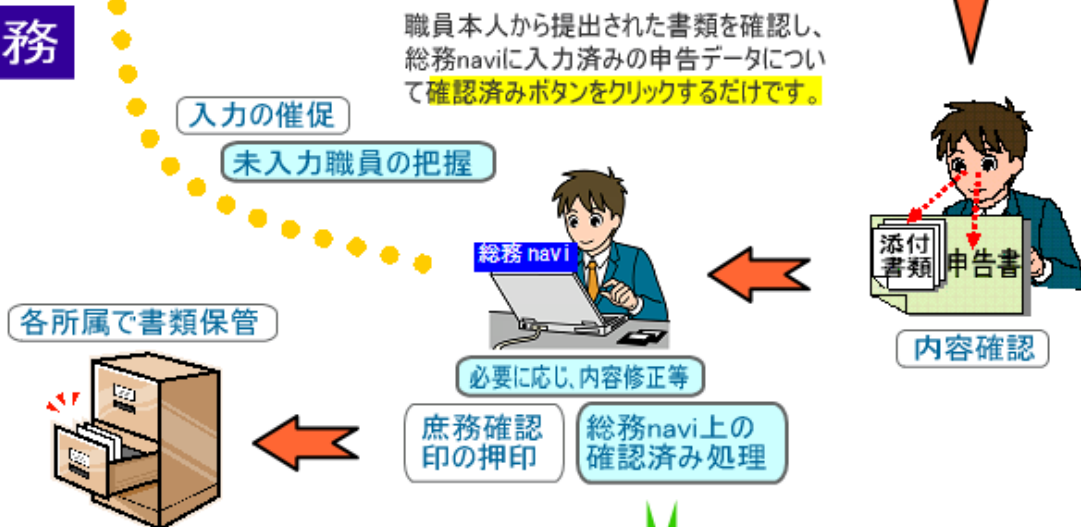 務
職員本人から提出された書類を確認し、
総務naviに入力済みの申告データについ
て確認済みボタンをクリックするだけです。
入力の催促
未入力職員の把握
総務 navi
添付
書類
申告書
内容確認
各所属で書類保管
必要に応じ、内容修正等
庶務確認
印の押印
総務navi上の
確認済み処理